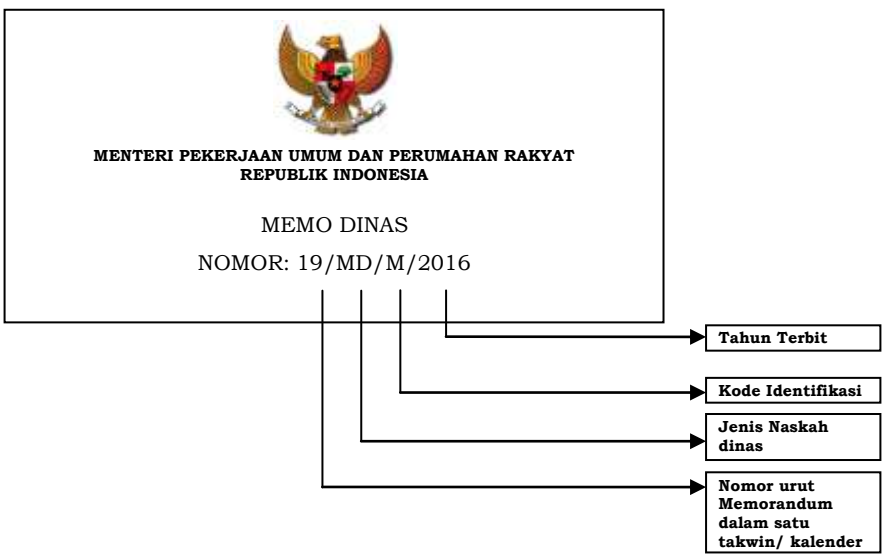 MENTERI PEKERJAAN UMUM DAN PERUMAHAN RAKYAT
REPUBLIK INDONESIA
MEMO DINAS
NOMOR: 19/MD/M/2016
Tahun Terbit
Kode Identifikasi
Jenis Naskah
dinas
Nomor urut
Memorandum
dalam satu
takwin/ kalender